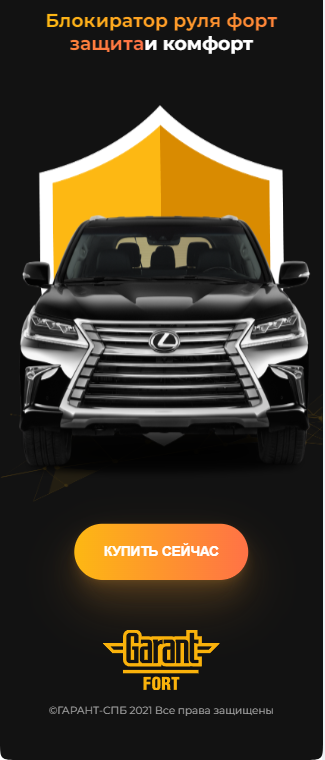 Блокиратор руля форт
защитаи комфорт
КУПИТЬ СЕЙЧАС
Garant
FORT
©ГАРАНТ-СПБ 2021 Все права защищены